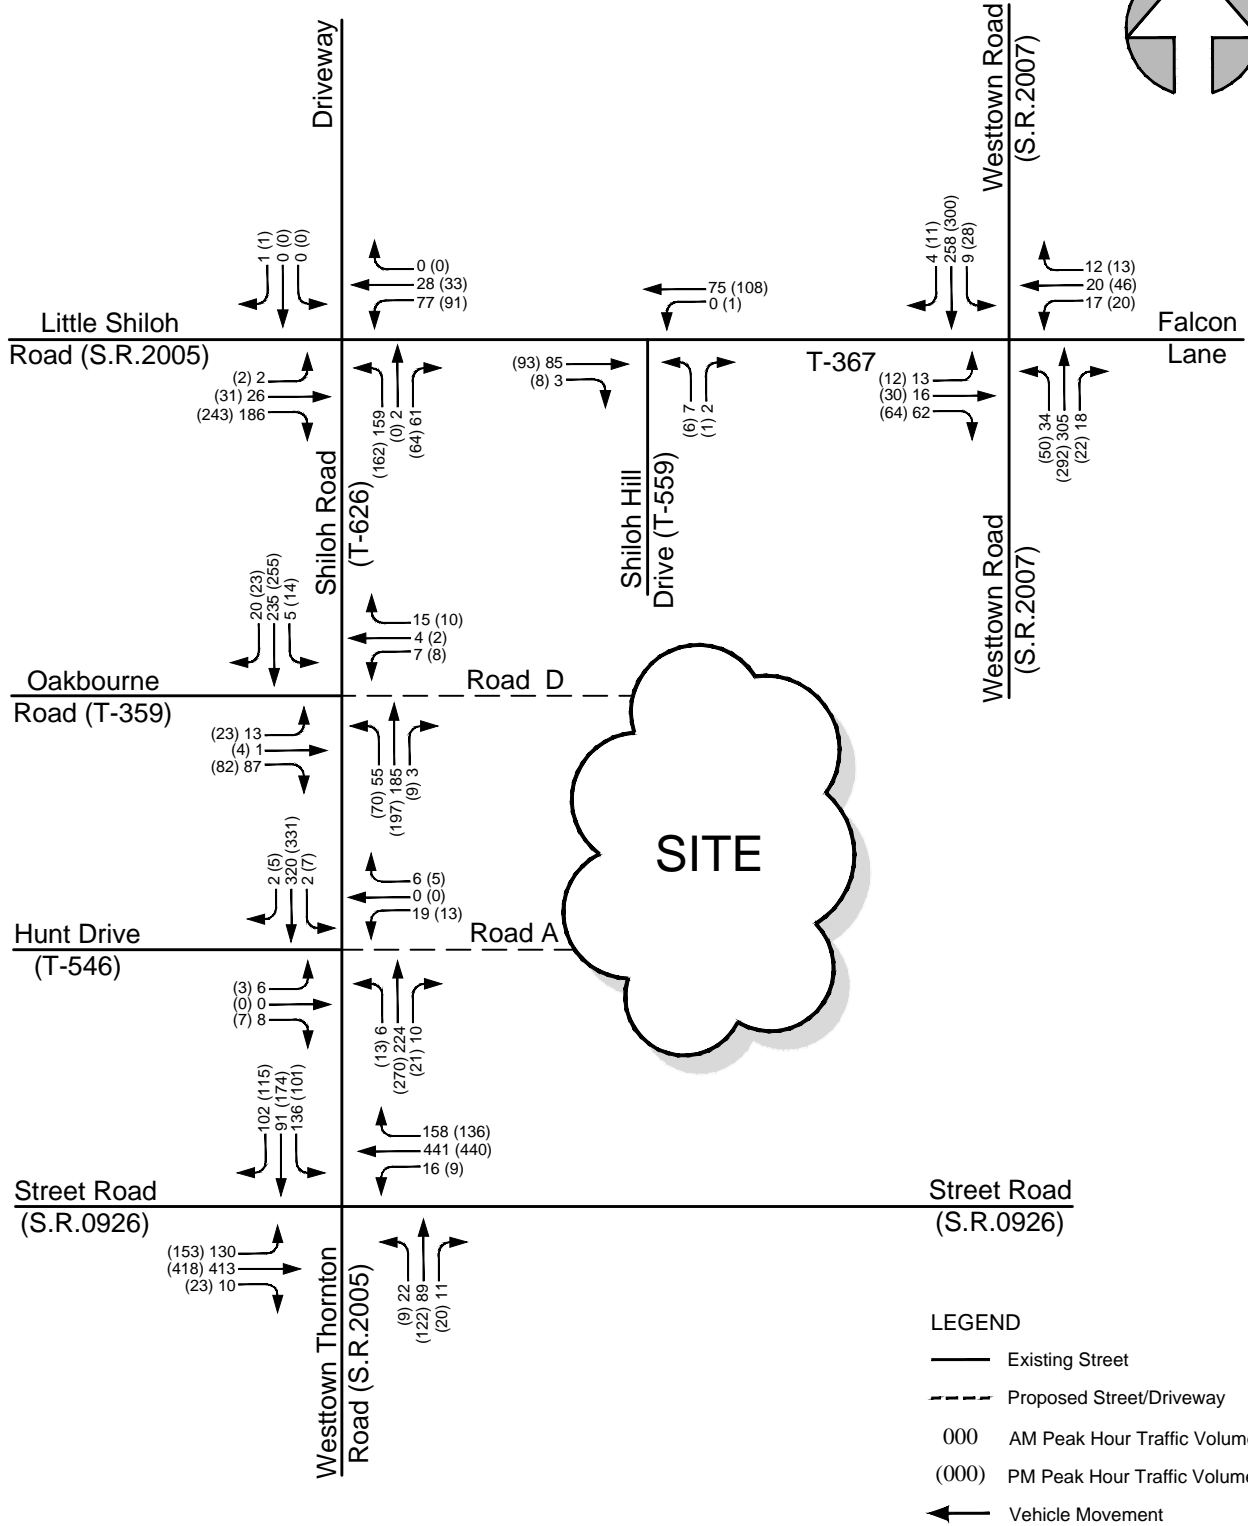 Driveway
Westtown Road
(S.R.2007)
1 (1)
0 (0)
0 (0)
0 (0)
28 (33)
77 (91)
75 (108)
0 (1)
4 (11)
258 (300)
9 (28)
12 (13)
20 (46)
17 (20)
Little Shiloh
Road (S.R.2005)
Falcon
Lane
T-367
(2) 2
(31) 26
(243) 186
(162) 159
(0) 2
(64) 61
(93) 85
(8) 3
(6) 7
(1) 2
(12) 13
(30) 16
(64) 62
(50) 34
(292) 305
(22) 18
Shiloh Road
(T-626)
Shiloh Hill
Drive (T-559)
Westtown Road
(S.R.2007)
20 (23)
235 (255)
5 (14)
15 (10)
4 (2)
7 (8)
Oakbourne
Road (T-359)
Road D
(23) 13
(4) 1
(82) 87
(70) 55
(197) 185
(9) 3
SITE
2 (5)
320 (331)
2 (7)
6 (5)
0 (0)
19 (13)
Hunt Drive
(T-546)
Road A
(3) 6
(0) 0
(7) 8
(13) 6
(270) 224
(21) 10
102 (115)
91 (174)
136 (101)
158 (136)
441 (440)
16 (9)
Street Road
(S.R.0926)
Street Road
(S.R.0926)
(153) 130
(418) 413
(23) 10
(9) 22
(122) 89
(20) 11
Westtown Thornton
Road (S.R.2005)
LEGEND
Existing Street
Proposed Street/Driveway
000 AM Peak Hour Traffic Volume
(000) PM Peak Hour Traffic Volume
Vehicle Movement